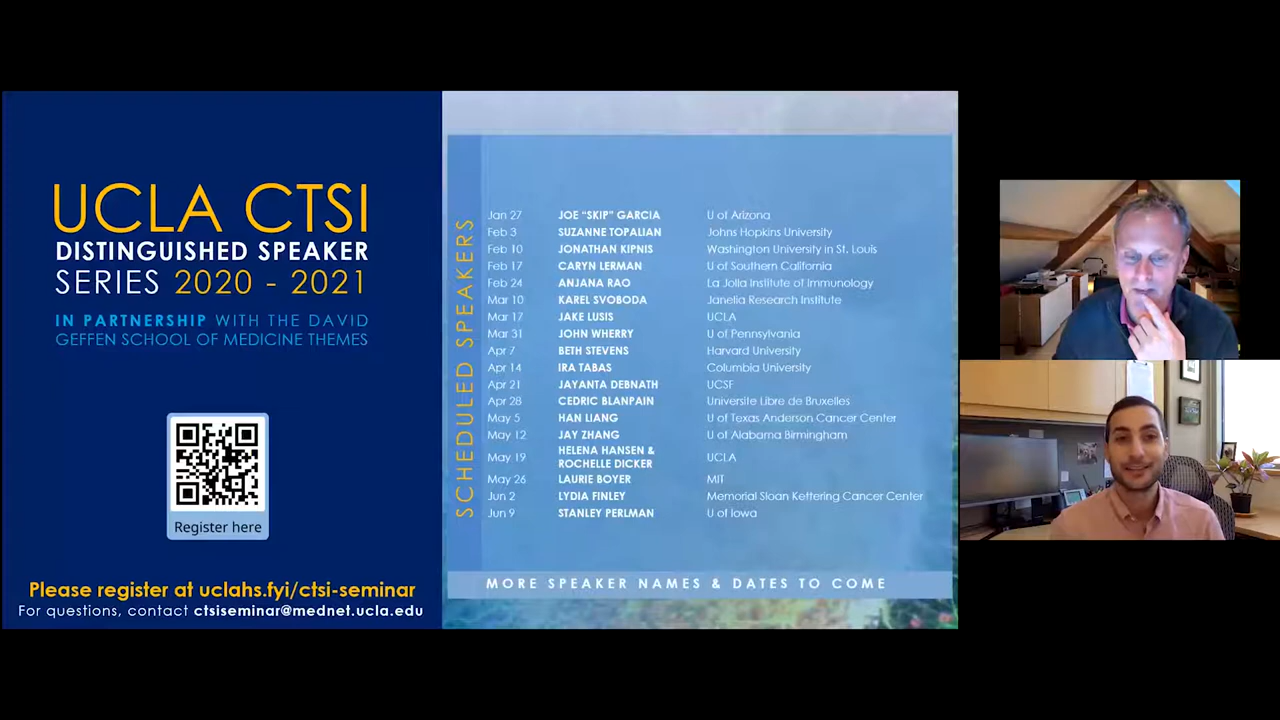 UCLA CTSI
DISTINGUISHED SPEAKER
SERIES 2020 - 2021
IN PARTNERSHIP WITH THE DAVID
GEFFEN SCHOOL OF MEDICINE THEMES
Register here
Please register at uclahs.fyi/ctsi-seminar
For questions, contact ctsiseminar@mednet.ucla.edu
SCHEDULED SPEAKERS
Jan 27 JOE “SKIP” GARCIA U of Arizona
Feb 3 SUZANNE TOPALIAN Johns Hopkins University
Feb 10 JONATHAN KIPNIS Washington University in St. Louis
Feb 17 CARYN LERMAN U of Southern California
Feb 24 ANJANA RAO La Jolla Institute of Immunology
Mar 10 KAREL SVOBODA Janelia Research Institute
Mar 17 JAKE LUSIS UCLA
Mar 31 JOHN WHERRY U of Pennsylvania
Apr 7 BETH STEVENS Harvard University
Apr 14 IRA TABAS Columbia University
Apr 21 JAYANTA DEBNATH UCSF
Apr 28 CEDRIC BLANPAIN Universite Libre de Bruxelles
May 5 HAN LIANG U of Texas Anderson Cancer Center
May 12 JAY ZHANG U of Alabama Birmingham
May 19 HELENA HANSEN & ROCHELLE DICKER UCLA
May 26 LAURIE BOYER MIT
Jun 2 LYDIA FINLEY Memorial Sloan Kettering Cancer Center
Jun 9 STANLEY PERLMAN U of Iowa
MORE SPEAKER NAMES & DATES TO COME